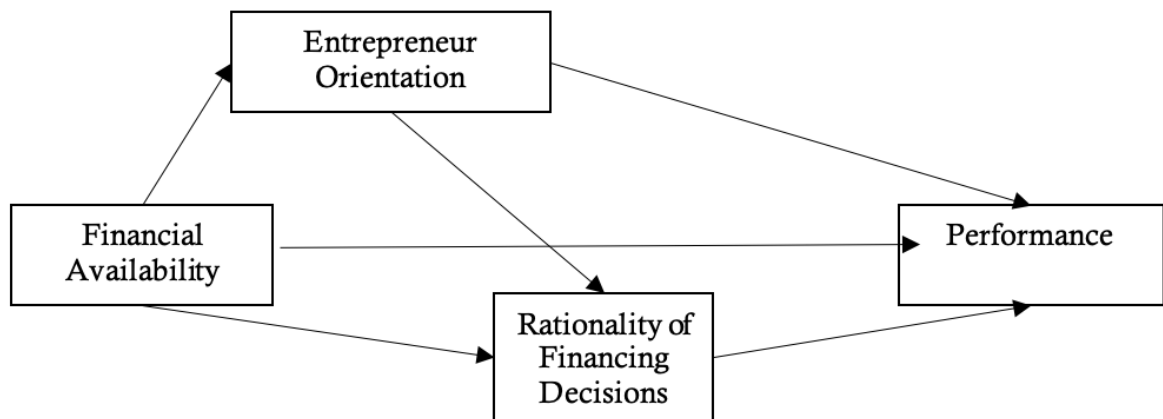 Entrepreneur
Orientation
Financial
Availability
Performance
Rationality of
Financing
Decisions